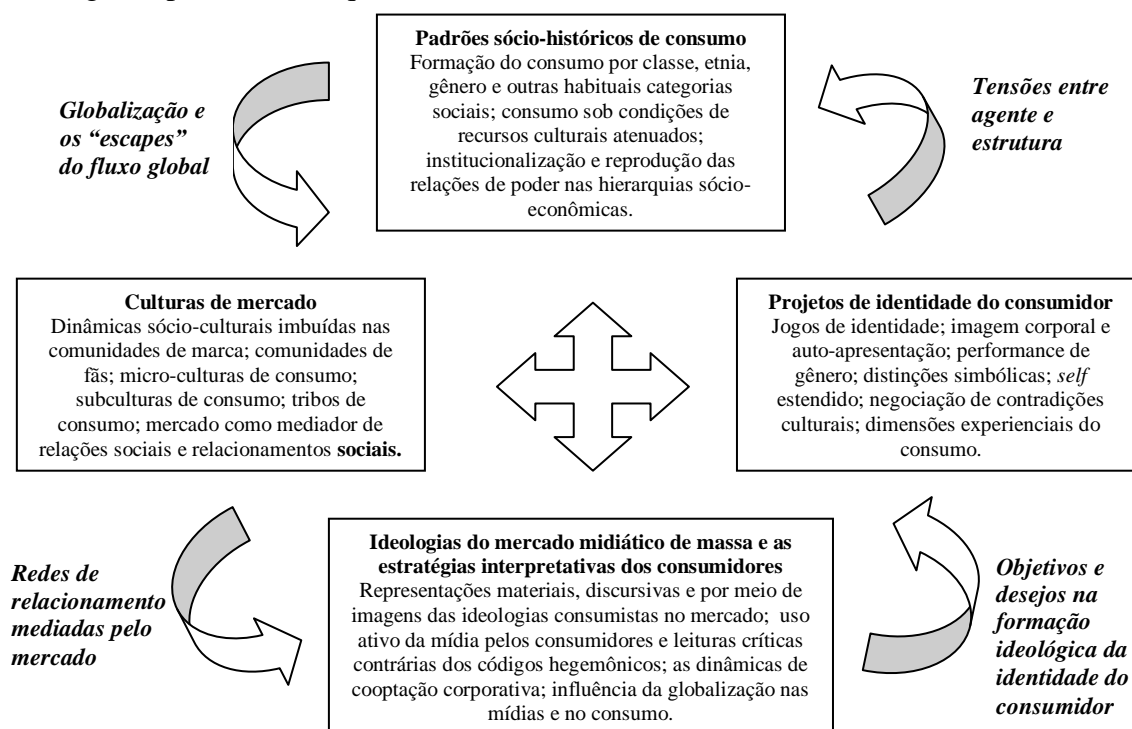 Padrões sócio-históricos de consumo
Formação do consumo por classe, etnia,
gênero e outras habituais categorias
sociais; consumo sob condições de
recursos culturais atenuados;
institucionalização e reprodução das
relações de poder nas hierarquias sócio-
econômicas.
Globalização e
os “escapes”
do fluxo global
Tensões entre
agente e
estrutura
Culturas de mercado
Dinâmicas sócio-culturais imbuídas nas
comunidades de marca; comunidades de
fãs; micro-culturas de consumo;
subculturas de consumo; tribos de
consumo; mercado como mediador de
relações sociais e relacionamentos sociais.
Projetos de identidade do consumidor
Jogos de identidade; imagem corporal e
auto-apresentação; performance de
gênero; distinções simbólicas; self
estendido; negociação de contradições
culturais; dimensões experienciais do
consumo.
Redes de
relacionamento
mediadas pelo
mercado
Ideologias do mercado midiático de massa e as
estratégias interpretativas dos consumidores
Representações materiais, discursivas e por meio de
imagens das ideologias consumistas no mercado; uso
ativo da mídia pelos consumidores e leituras críticas
contrárias dos códigos hegemônicos; as dinâmicas de
cooptação corporativa; influência da globalização nas
mídias e no consumo.
Objetivos e
desejos na
formação
ideológica da
identidade do
consumidor